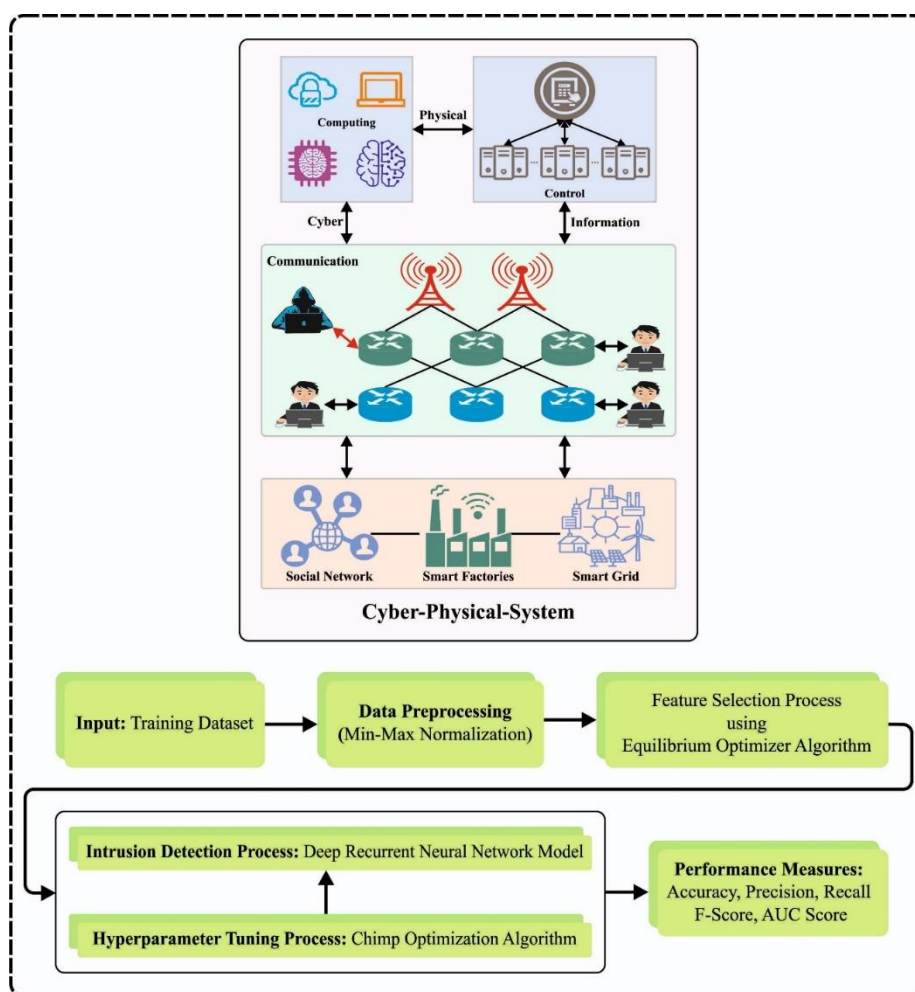 Computing
Physical
Control
Cyber
Information
Communication
Social Network
Smart Factories
Smart Grid
Cyber-Physical-System
Input: Training Dataset
Data Preprocessing
(Min-Max Normalization)
Feature Selection Process
using
Equilibrium Optimizer Algorithm
Intrusion Detection Process: Deep Recurrent Neural Network Model
Hyperparameter Tuning Process: Chimp Optimization Algorithm
Performance Measures:
Accuracy, Precision, Recall
F-Score, AUC Score